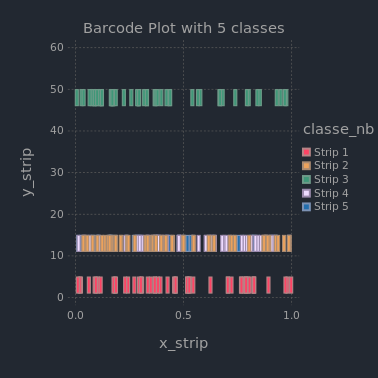 Barcode Plot with 5 classes
60
50
40
30
20
10
0
y_strip
0.0
0.5
1.0
x_strip
classe_nb
Strip 1
Strip 2
Strip 3
Strip 4
Strip 5